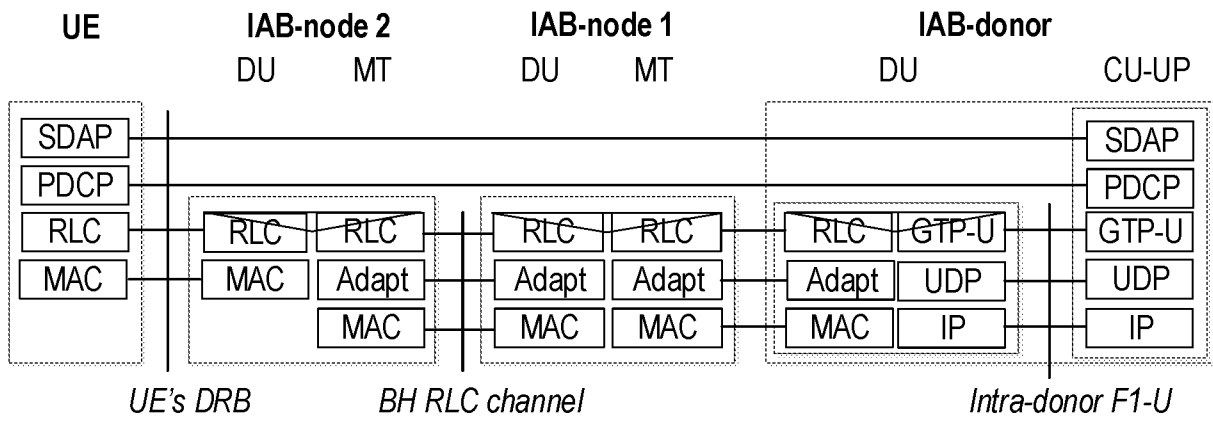 UE IAB-node 2 IAB-node 1 IAB-donor
DU MT DU MT DU CU-UP
SDAP SDAP
PDCP PDCP
RLC RLC RLC RLC RLC RLC GTP-U GTP-U
MAC MAC Adapt Adapt Adapt Adapt UDP UDP
MAC MAC MAC MAC IP IP
UE's DRB BH RLC channel Intra-donor F1-U